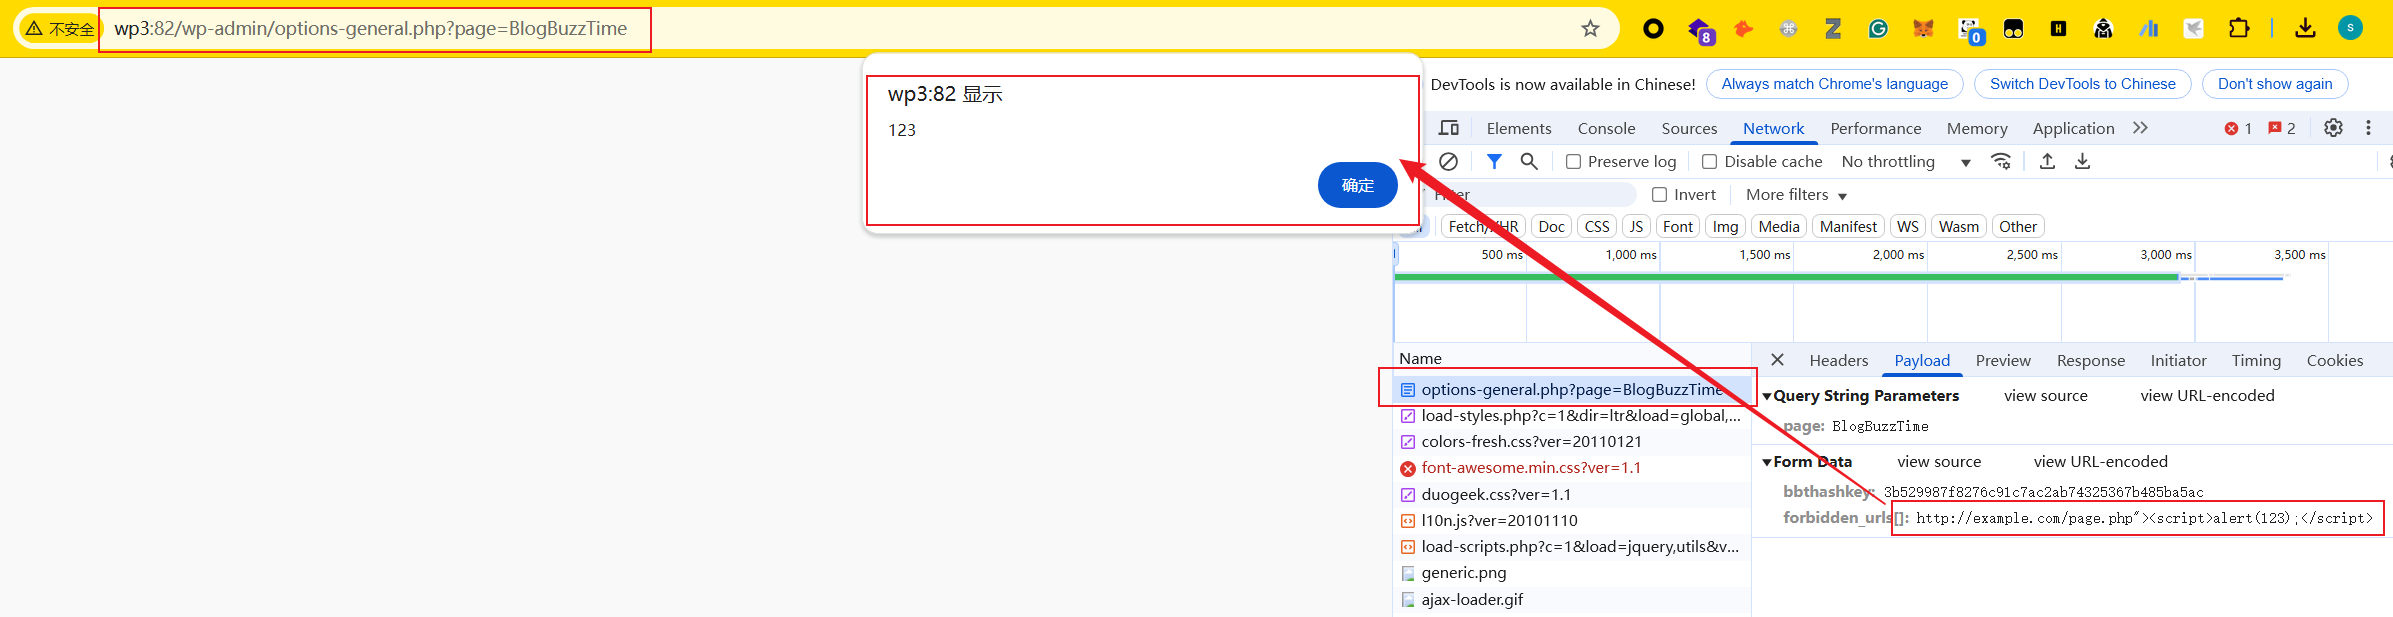 不安全 wp3:82/wp-admin/options-general.php?page=BlogBuzzTime
8
0
S
wp3:82 显示
123
确定
DevTools is now available in Chinese! Always match Chrome's language Switch DevTools to Chinese Don't show again
Elements Console Sources Network Performance Memory Application 1 2
Preserve log Disable cache No throttling
Filter Invert More filters
Fetch/XHR Doc CSS JS Font Img Media Manifest WS Wasm Other
500 ms 1,000 ms 1,500 ms 2,000 ms 2,500 ms 3,000 ms 3,500 ms
Name
options-general.php?page=BlogBuzzTime
load-styles.php?c=1&dir=ltr&load=global,...
colors-fresh.css?ver=20110121
font-awesome.min.css?ver=1.1
duogeek.css?ver=1.1
l10n.js?ver=20101110
load-scripts.php?c=1&load=jquery,utils&v...
generic.png
ajax-loader.gif
Headers Payload Preview Response Initiator Timing Cookies
Query String Parameters view source view URL-encoded
page: BlogBuzzTime
Form Data view source view URL-encoded
bbthashkey: 3b529987f8276c91c7ac2ab74325367b485ba5ac
forbidden_urls[]: http://example.com/page.php"><script>alert(123);</script>